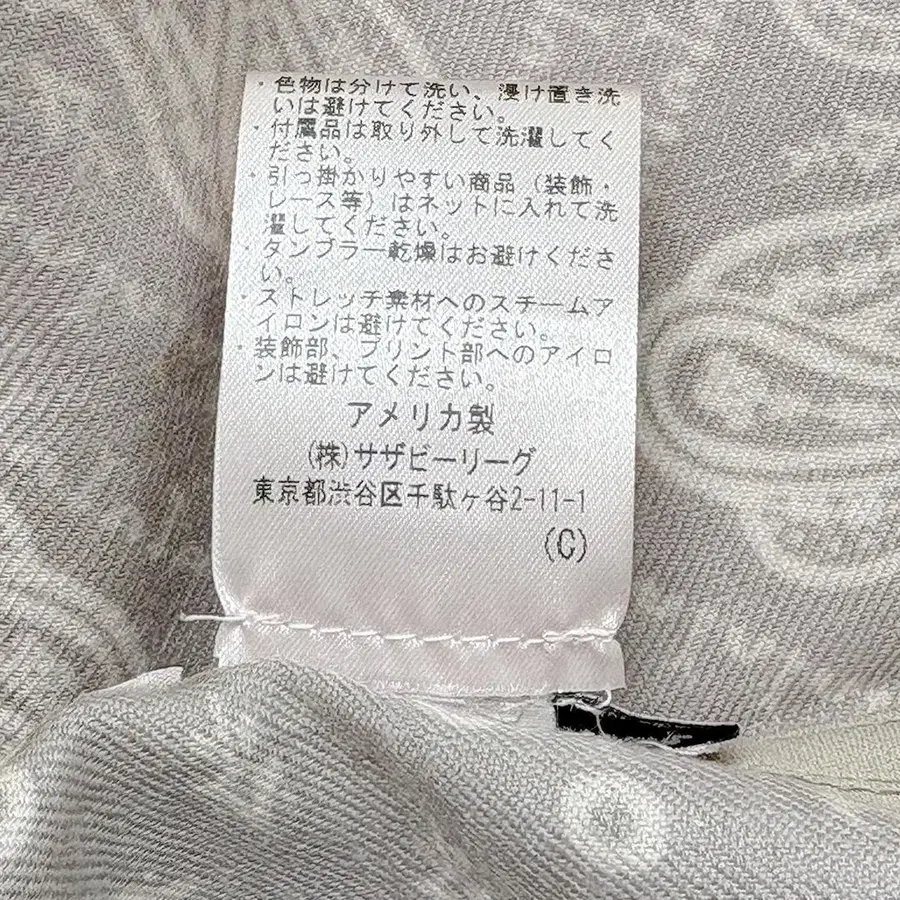 ・色物は分けて洗い、浸け置き洗
いは避けてください。
・付属品は取り外して洗濯してく
ださい。
・引っ掛かりやすい商品（装飾・
レース等）はネットに入れて洗
濯してください。
・タンブラー乾燥はお避けくださ
い。
・ストレッチ素材へのスチームア
イロンは避けてください。
・装飾部、プリント部へのアイロ
ンは避けてください。
アメリカ製
(株)サザビーリーグ
東京都渋谷区千駄ヶ谷2-11-1
(C)